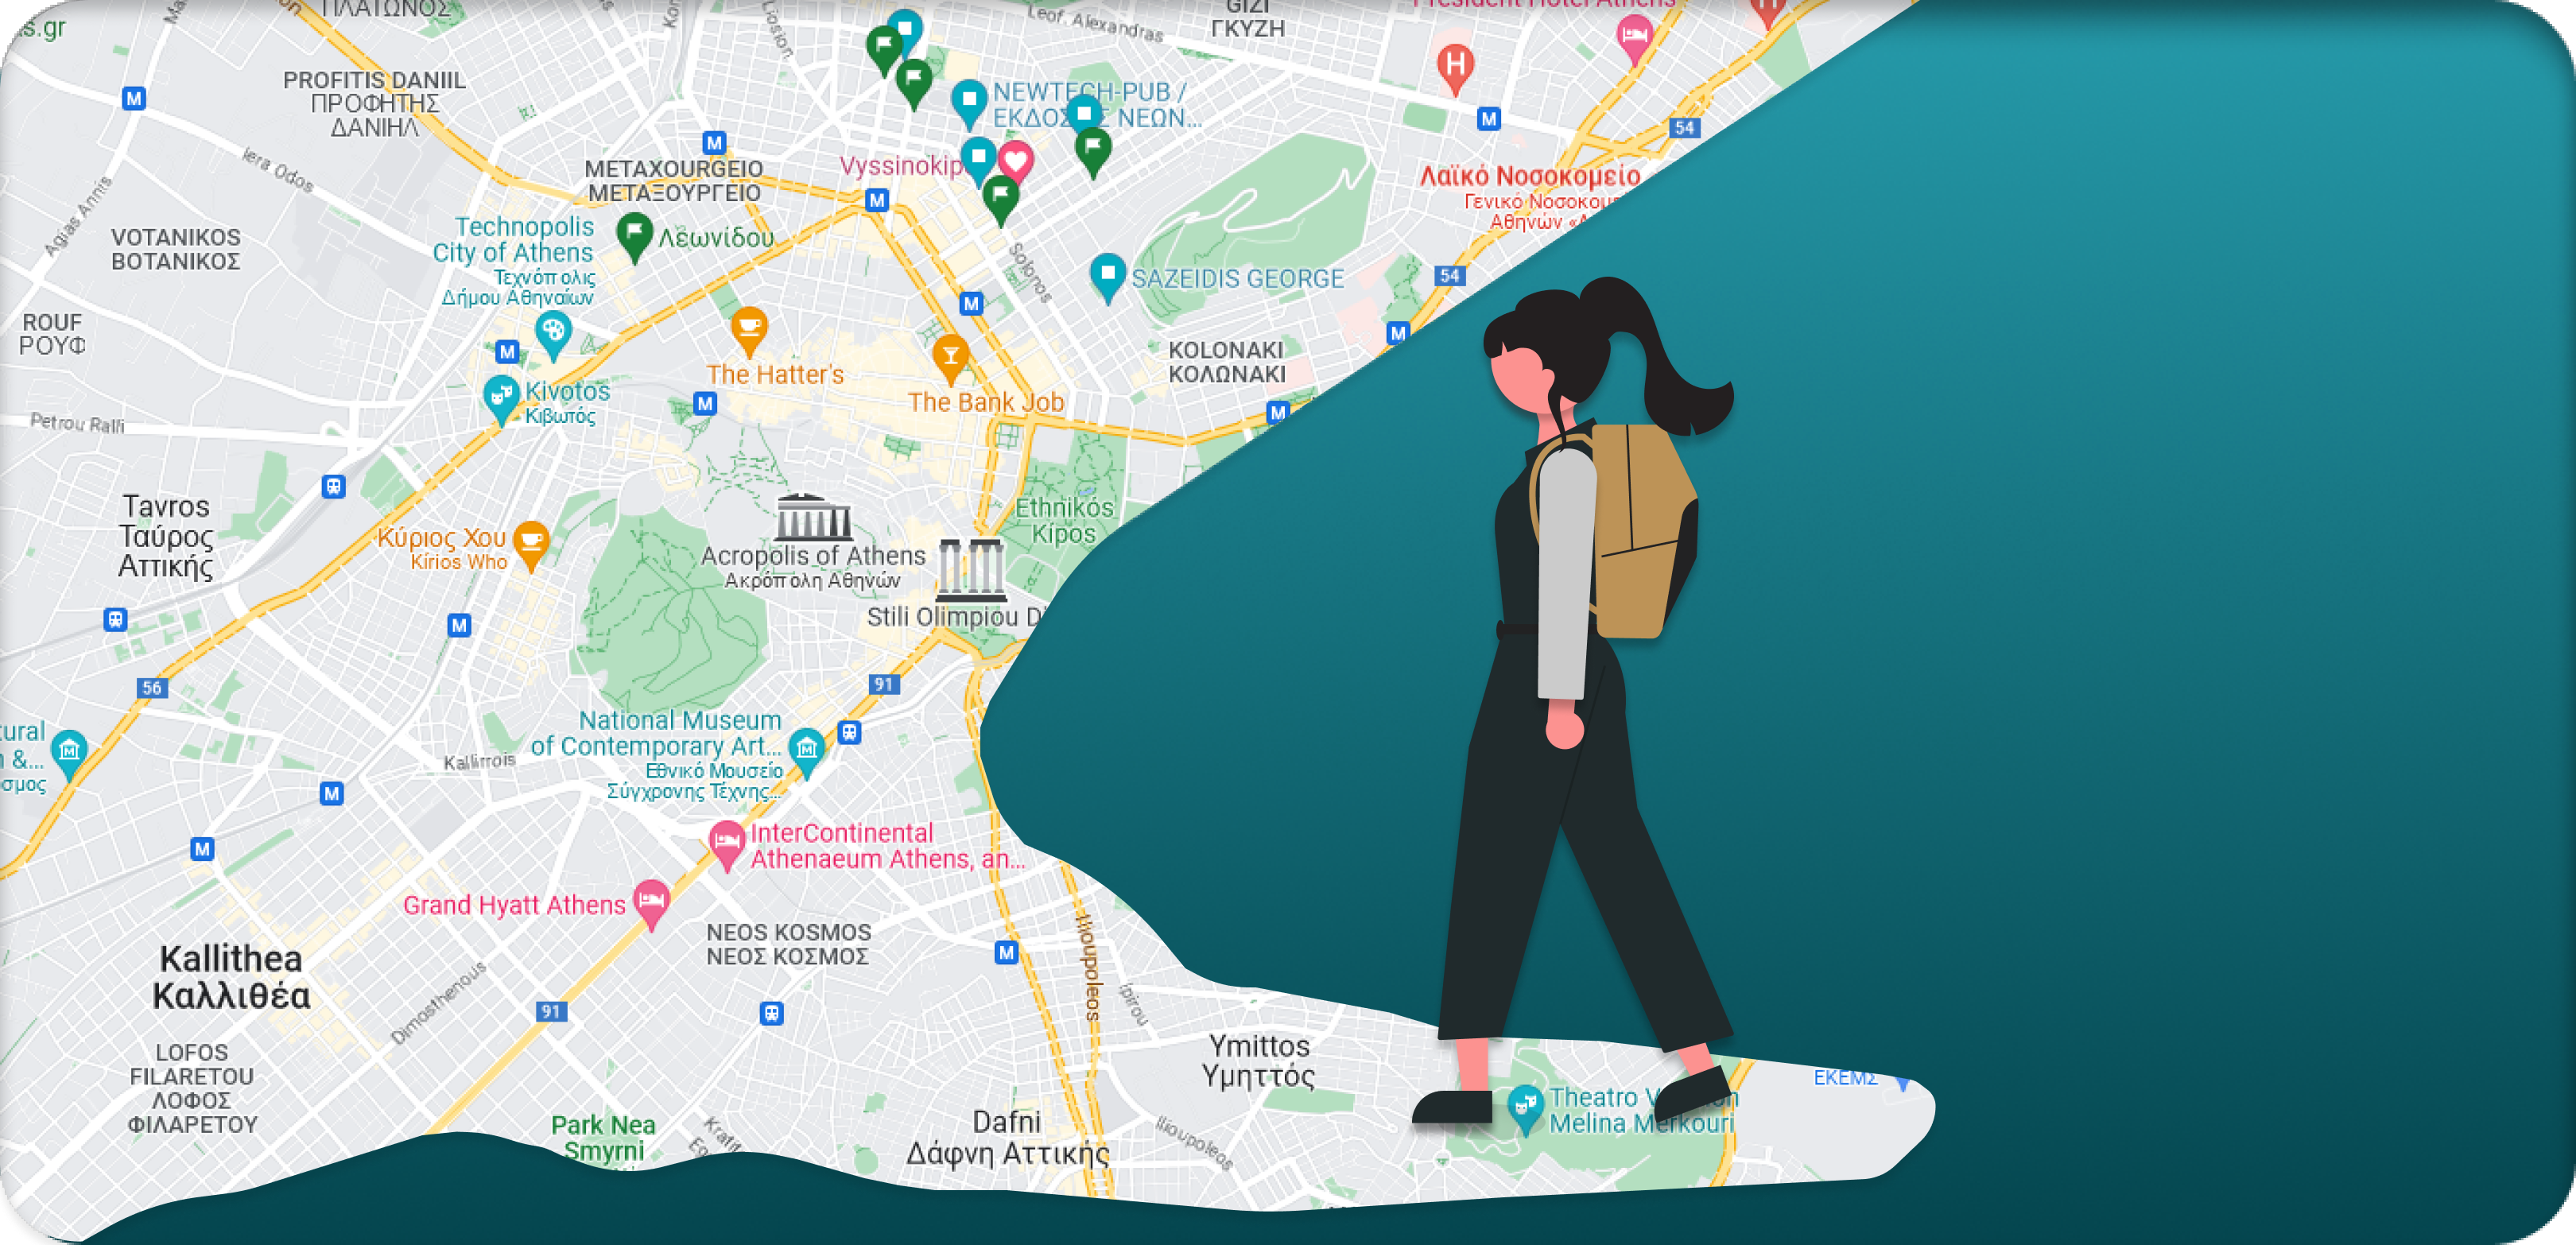 ΠΛΑΤΩΝΟΣ
s.gr
PROFITIS DANIIL
ΠΡΟΦΗΤΗΣ
ΔΑΝΙΗΛ
Iera Odos
Agias Annis
VOTANIKOS
ΒΟΤΑΝΙΚΟΣ
ROUF
ΡΟΥΦ
Petrou Ralli
Liosion
Leof. Alexandras
GIZI
ΓΚΥΖΗ
President Hotel Athens
H
METAXOURGEIO
ΜΕΤΑΞΟΥΡΓΕΙΟ
NEWTECH-PUB /
ΕΚΔΟΣ Σ ΝΕΩΝ...
Vyssinokip
54
Λαϊκό Νοσοκομείο
Γενικό Νοσοκομε
Αθηνών «Λ
Technopolis
City of Athens
Τεχνόπολις
Δήμου Αθηναίων
Λεωνίδου
Solonos
SAZEIDIS GEORGE
54
KOLONAKI
ΚΟΛΩΝΑΚΙ
The Hatter's
The Bank Job
Kivotos
Κιβωτός
Tavros
Ταύρος
Αττικής
Κύριος Χου
Kírios Who
Acropolis of Athens
Ακρόπολη Αθηνών
Ethnikós
Kípos
Stili Olimpiou Di
56
91
tural
n &...
σμος
National Museum
of Contemporary Art...
Εθνικό Μουσείο
Σύγχρονης Τέχνης...
Kallirrois
InterContinental
Athenaeum Athens, an...
Grand Hyatt Athens
NEOS KOSMOS
ΝΕΟΣ ΚΟΣΜΟΣ
Kallithea
Καλλιθέα
Dimosthenous
91
Ilioupoleos
Ipirou
LOFOS
FILARETOU
ΛΟΦΟΣ
ΦΙΛΑΡΕΤΟΥ
Park Nea
Smyrni
Dafni
Δάφνη Αττικής
Ymittos
Υμηττός
Ilioupoleos
Theatro V
Melina Merkouri
ΕΚΕΜΣ